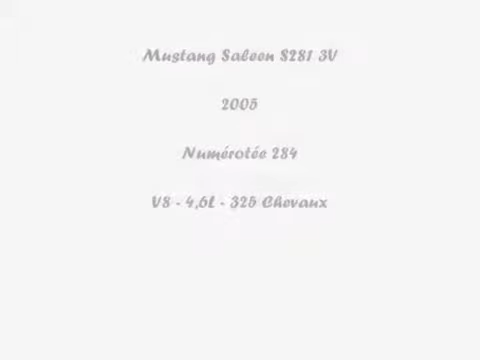 Mustang Saleen S281 3V
2005
Numérotée 284
V8 - 4,6L - 325 Chevaux